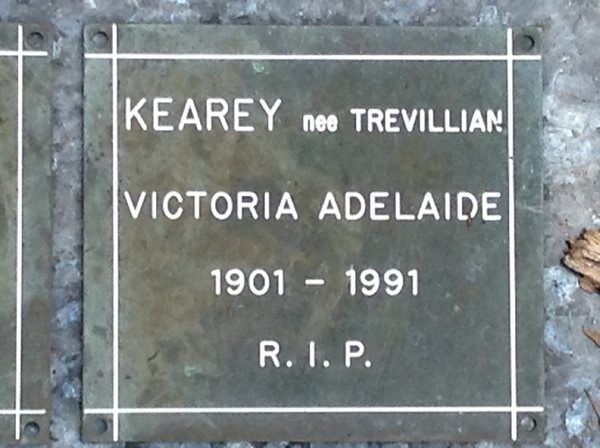 KEAREY nee TREVILLIAN
VICTORIA ADELAIDE
1901 - 1991
R. I. P.